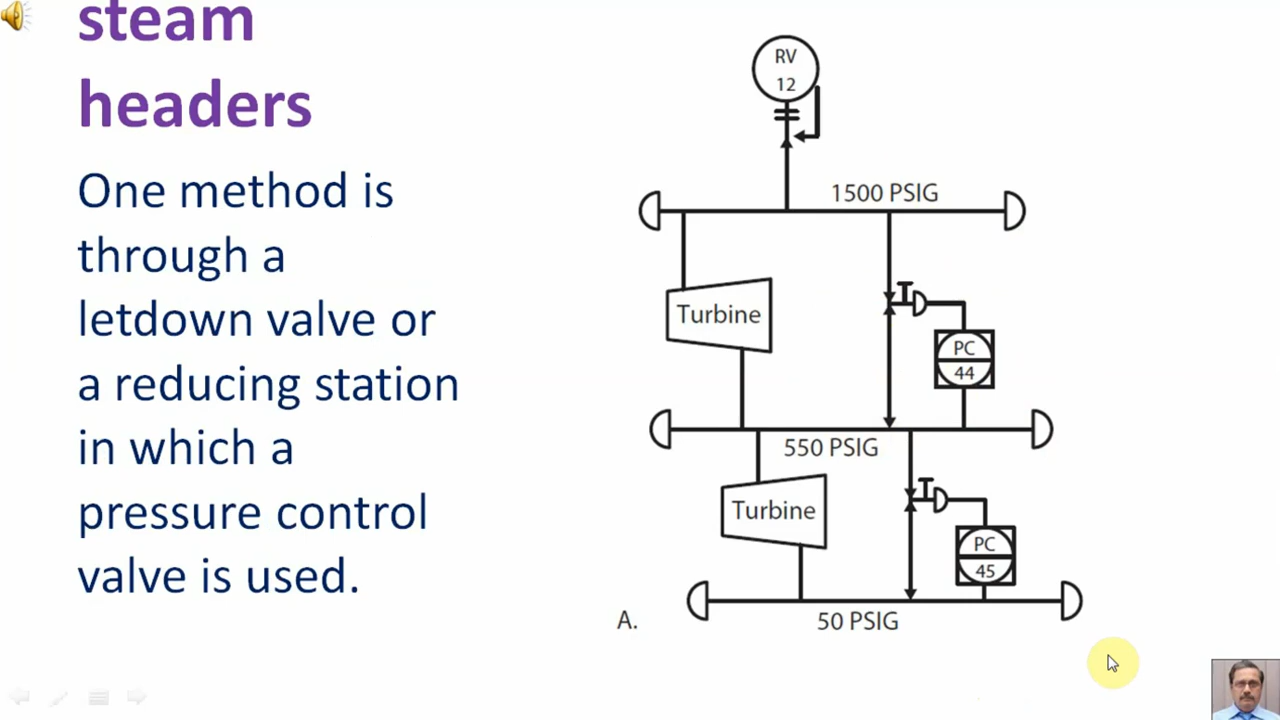 steam
headers
One method is
through a
letdown valve or
a reducing station
in which a
pressure control
valve is used.
RV
12
1500 PSIG
Turbine
PC
44
550 PSIG
Turbine
PC
45
A.
50 PSIG